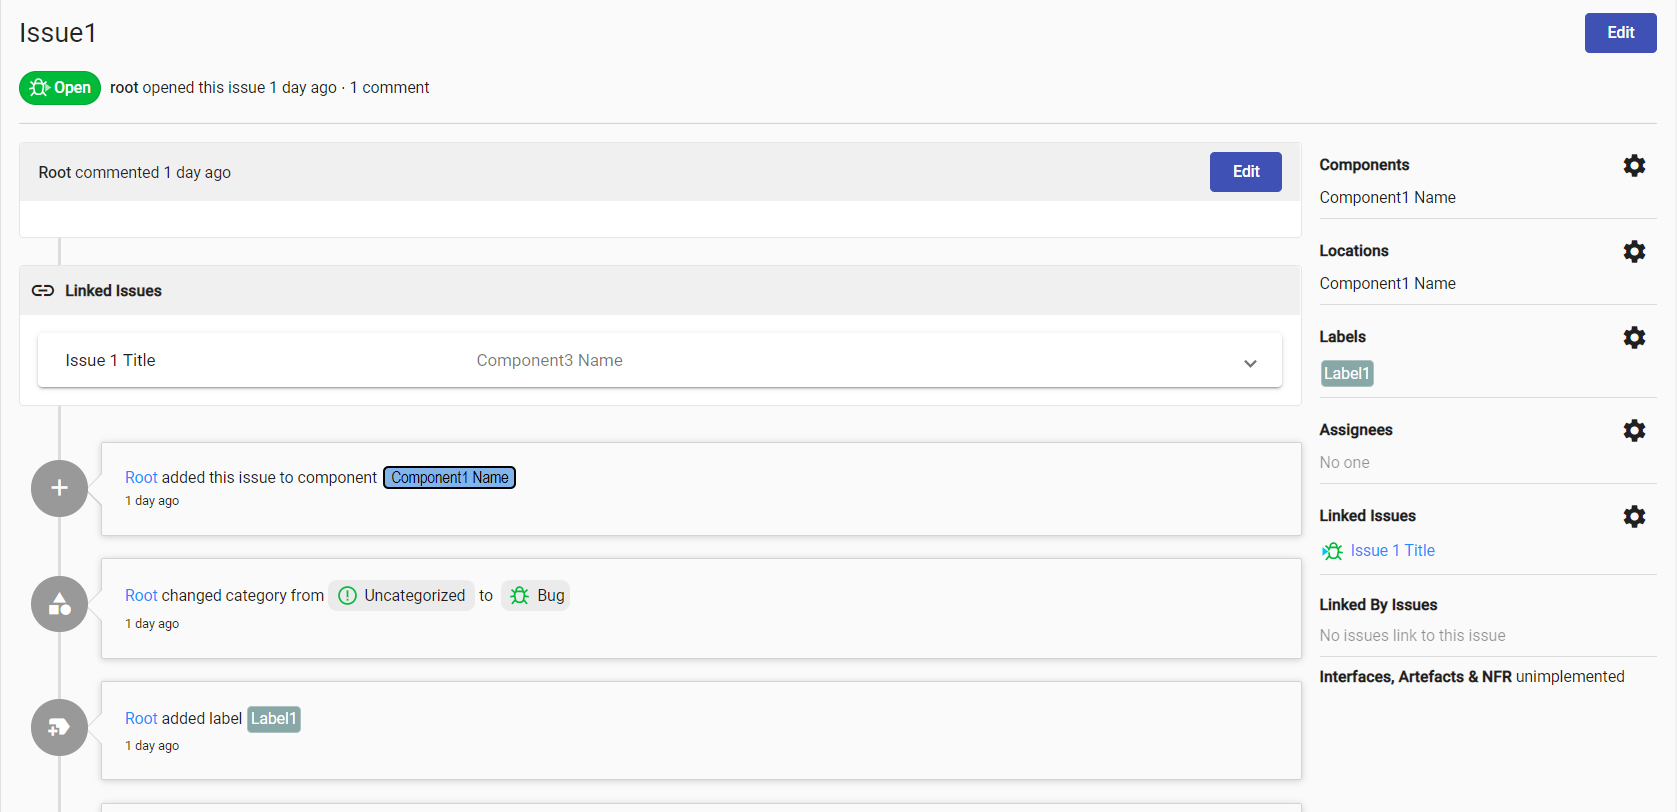 Issue1
Edit
Open root opened this issue 1 day ago · 1 comment
Root commented 1 day ago
Edit
Linked Issues
Issue 1 Title Component3 Name
Root added this issue to component Component1 Name
1 day ago
Root changed category from Uncategorized to Bug
1 day ago
Root added label Label1
1 day ago
Components
Component1 Name
Locations
Component1 Name
Labels
Label1
Assignees
No one
Linked Issues
Issue 1 Title
Linked By Issues
No issues link to this issue
Interfaces, Artefacts & NFR unimplemented